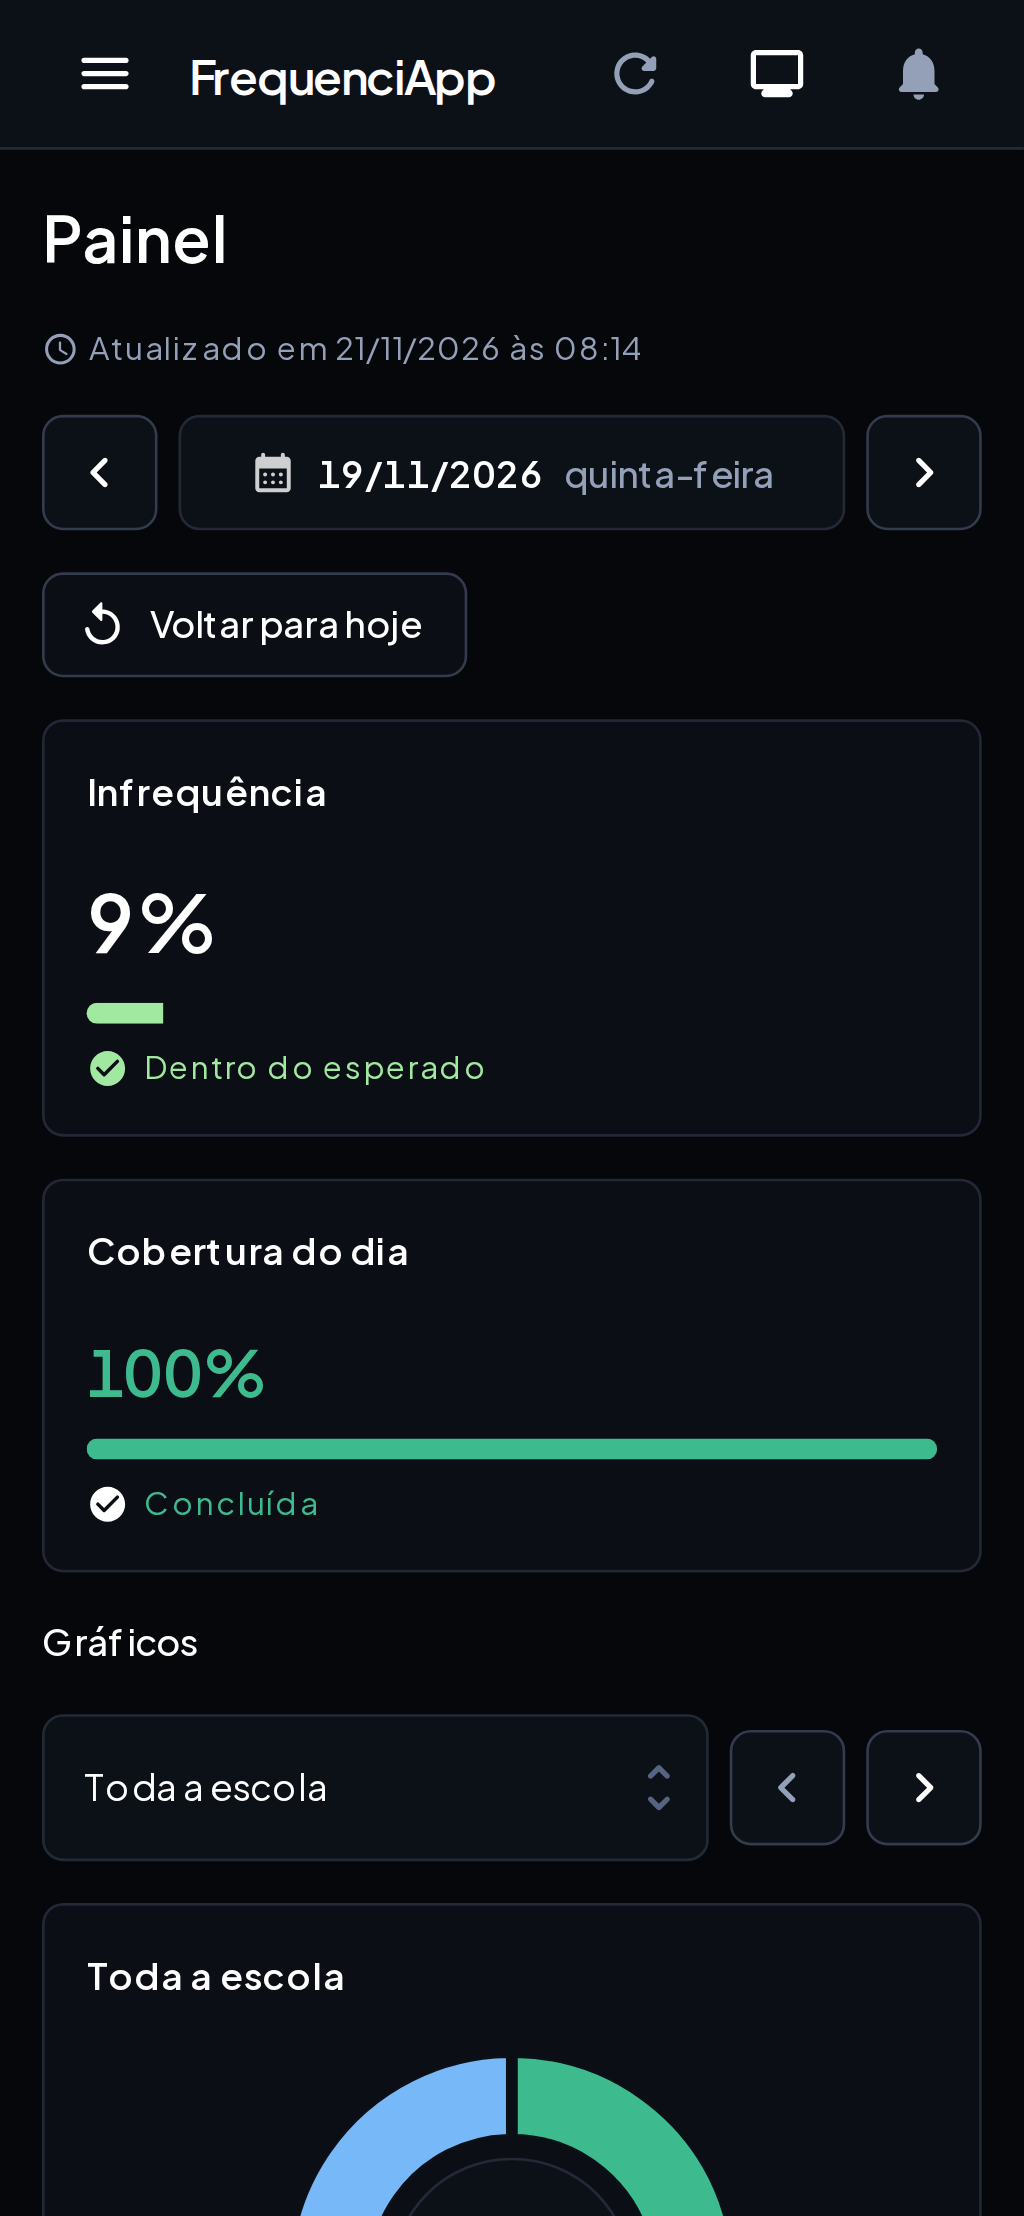 FrequenciApp
Painel
Atualizado em 21/11/2026 às 08:14
19/11/2026 quinta-feira
Voltar para hoje
Infrequência
9%
Dentro do esperado
Cobertura do dia
100%
Concluída
Gráficos
Toda a escola
Toda a escola